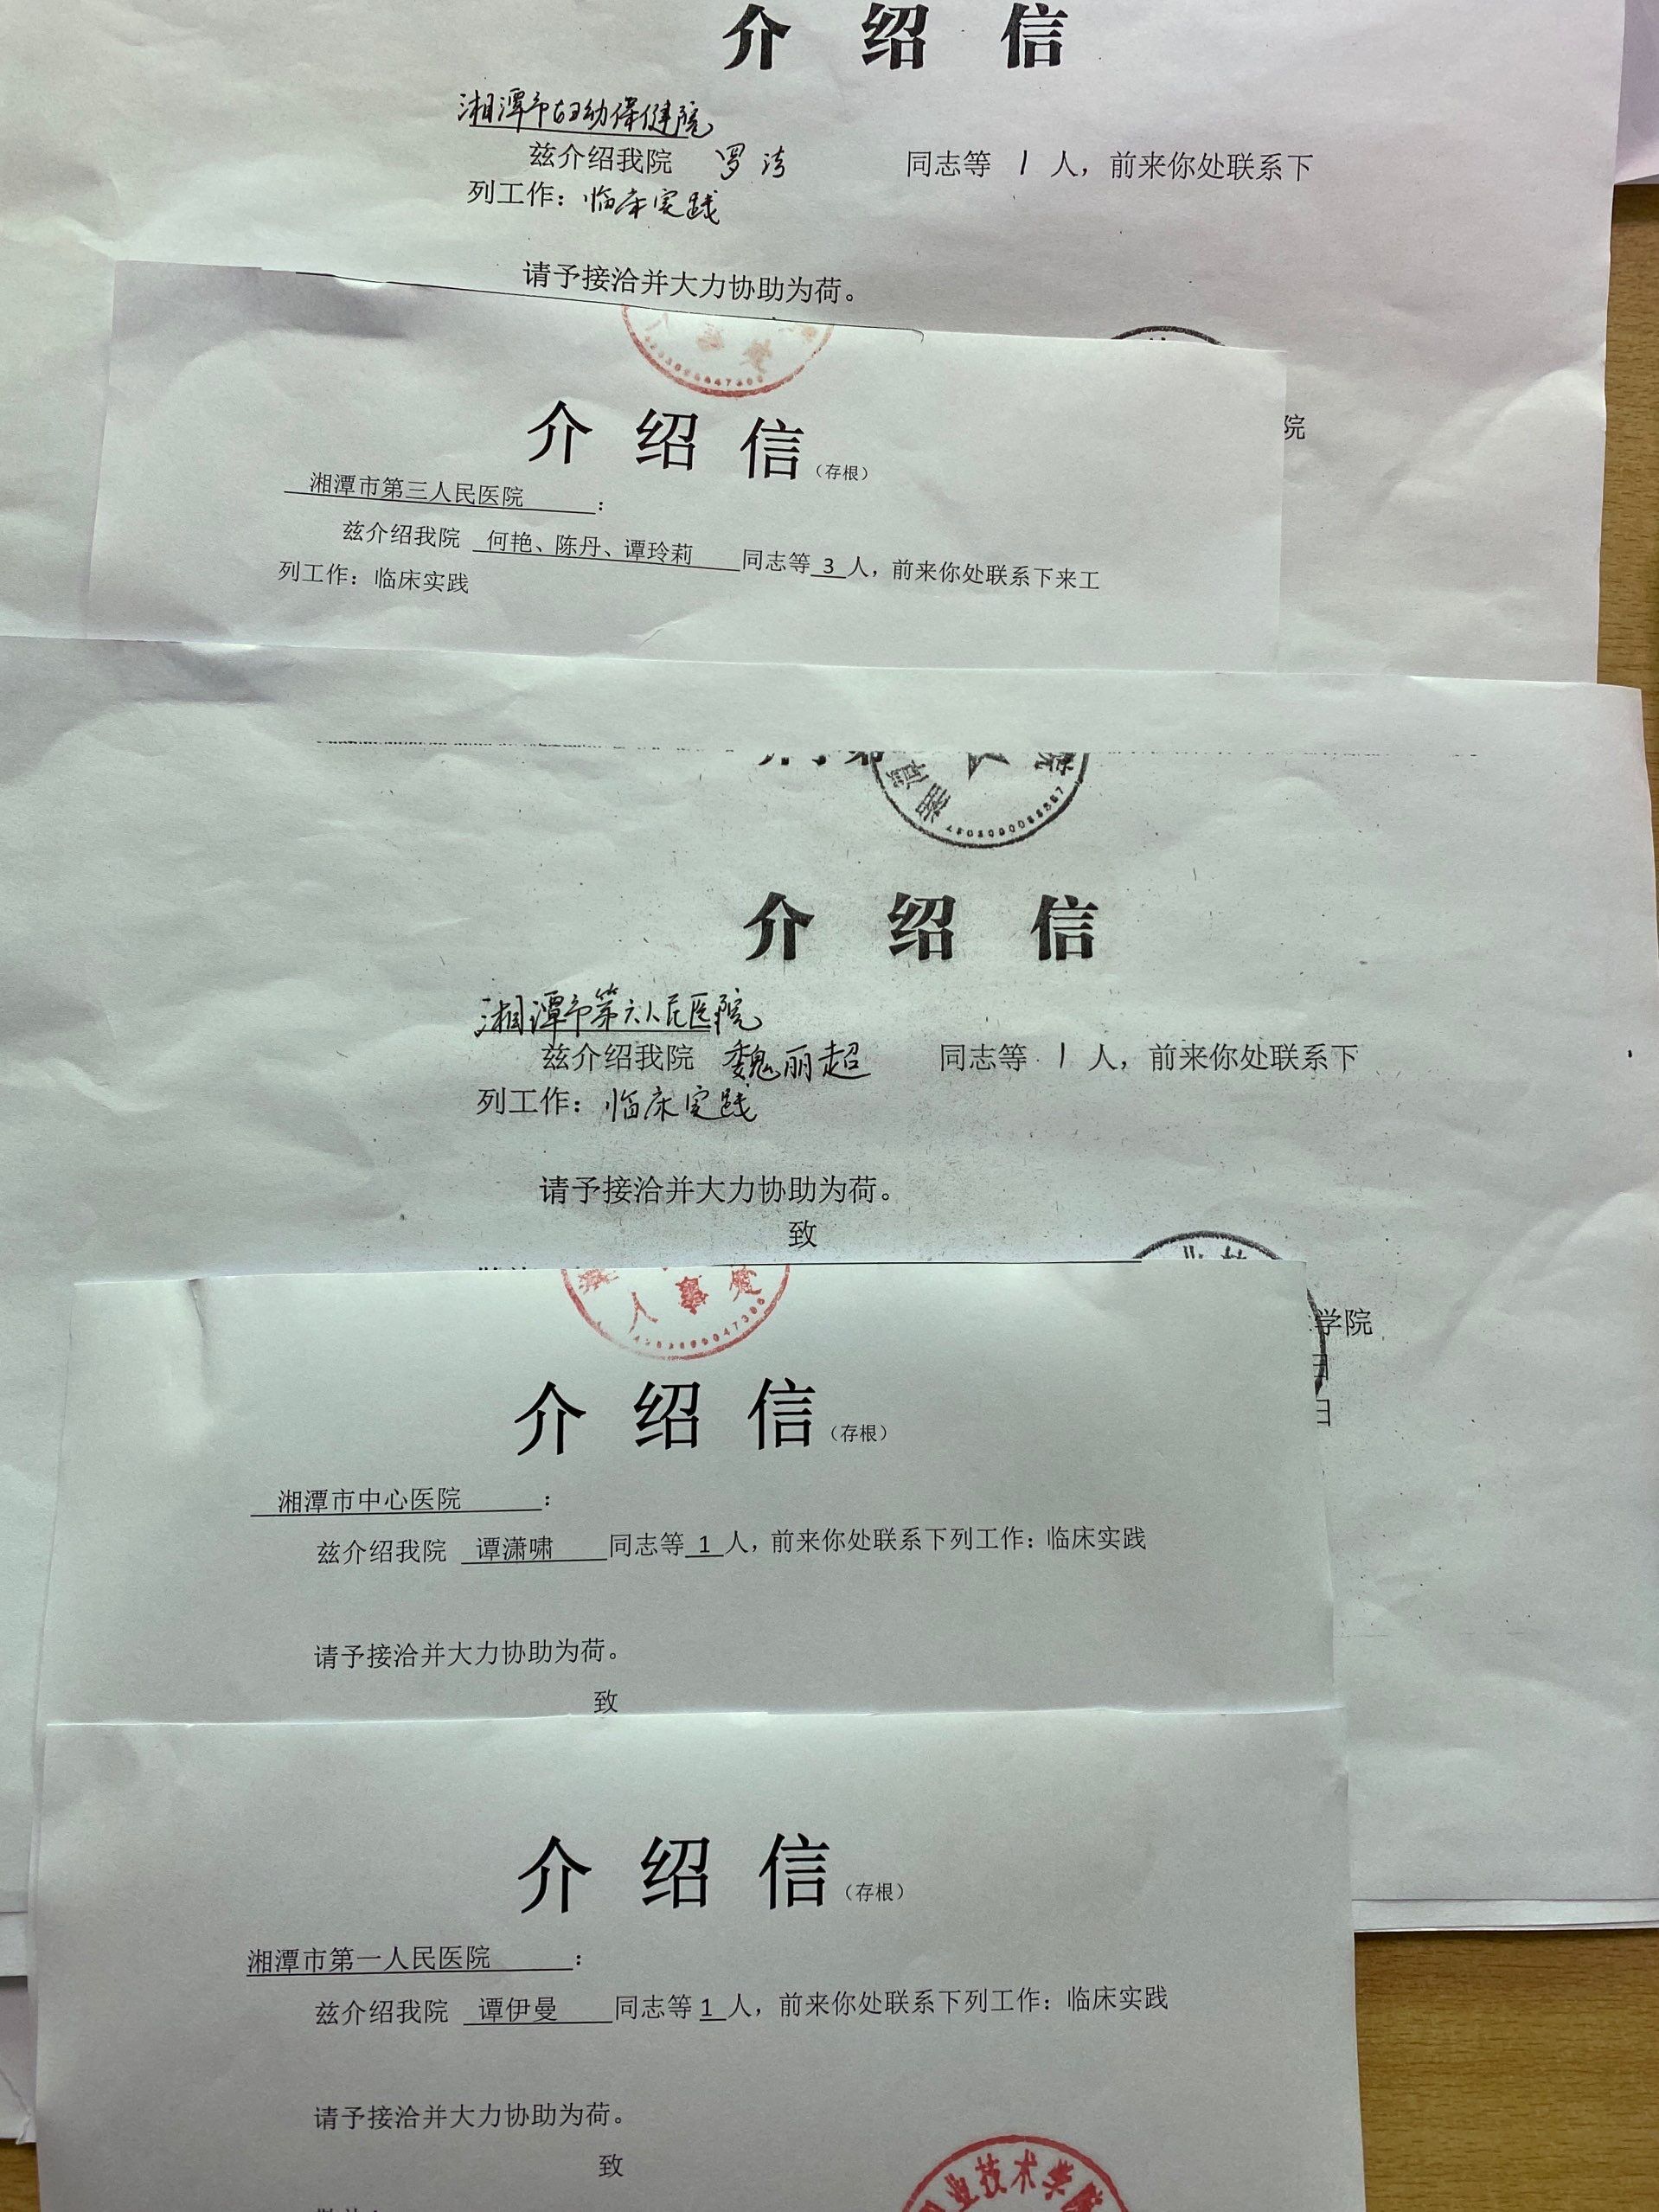 介 绍 信
湘潭市妇幼保健院
兹介绍我院 罗 同志等 1 人，前来你处联系下
列工作：临床实践
请予接洽并大力协助为荷。
院
介 绍 信（存根）
湘潭市第三人民医院：
兹介绍我院 何艳、陈丹、谭玲莉 同志等 3 人，前来你处联系下来工
列工作：临床实践
介 绍 信
湘潭市第六人民医院
兹介绍我院 魏丽超 同志等 1 人，前来你处联系下
列工作：临床实践
请予接洽并大力协助为荷。
致
业技
学院
日
人事处
介 绍 信（存根）
湘潭市中心医院：
兹介绍我院 谭潇啸 同志等 1 人，前来你处联系下列工作：临床实践
请予接洽并大力协助为荷。
致
介 绍 信（存根）
湘潭市第一人民医院：
兹介绍我院 谭伊曼 同志等 1 人，前来你处联系下列工作：临床实践
请予接洽并大力协助为荷。
致
业技术学院